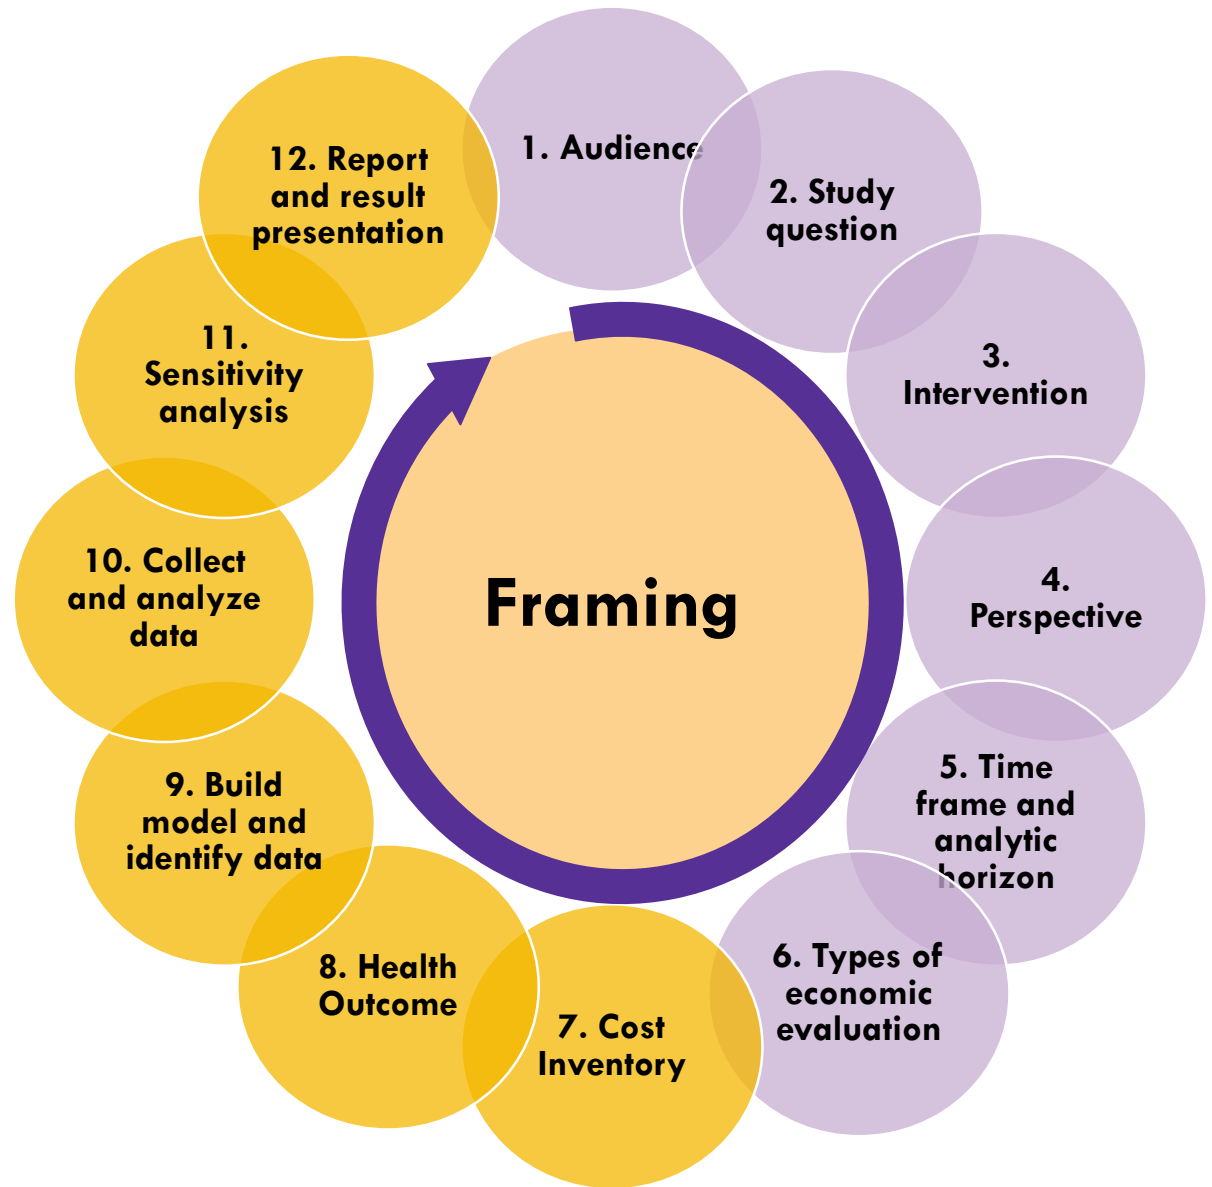 1. Audience
2. Study
question
3.
Intervention
4.
Perspective
5. Time
frame and
analytic
horizon
6. Types of
economic
evaluation
7. Cost
Inventory
8. Health
Outcome
9. Build
model and
identify data
10. Collect
and analyze
data
11.
Sensitivity
analysis
12. Report
and result
presentation
Framing